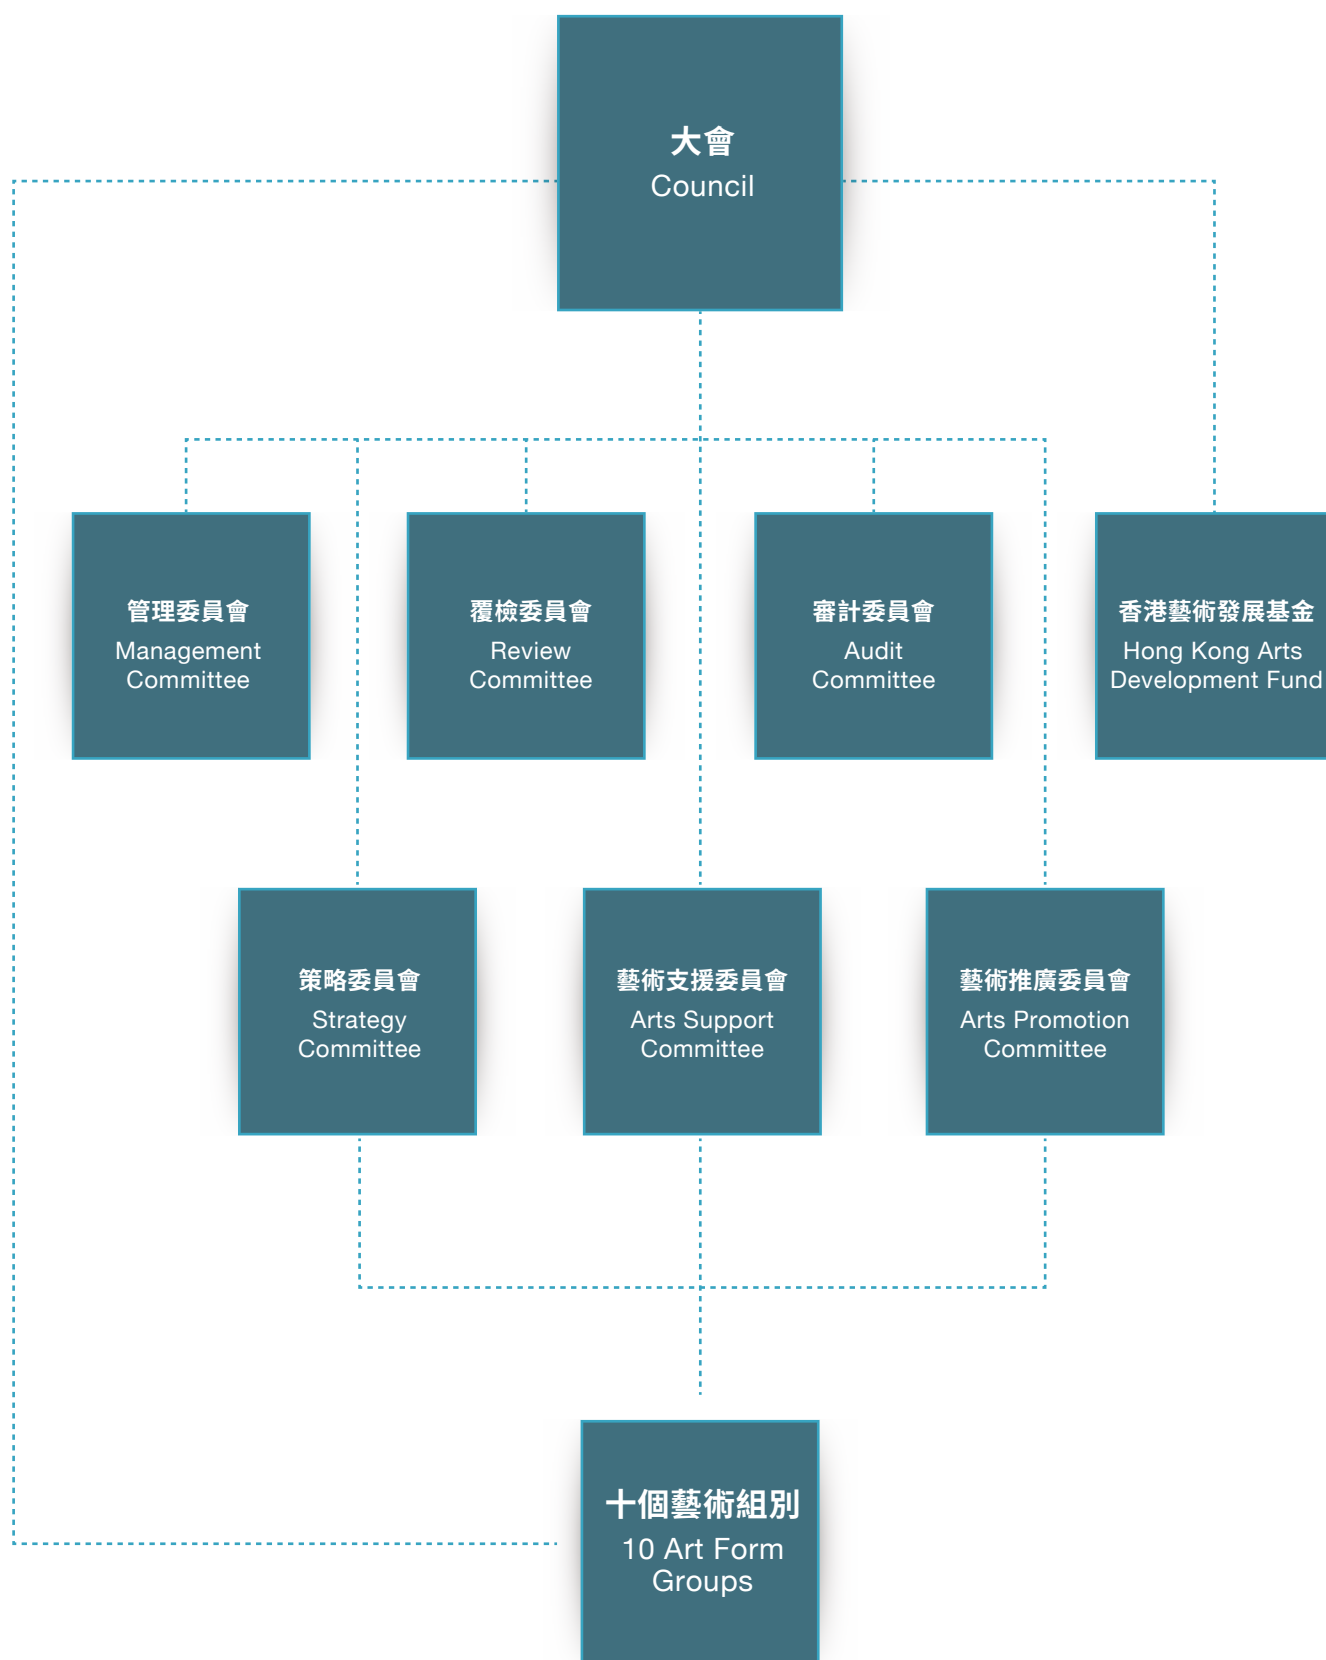 大會
Council
管理委員會
Management
Committee
覆檢委員會
Review
Committee
審計委員會
Audit
Committee
香港藝術發展基金
Hong Kong Arts
Development Fund
策略委員會
Strategy
Committee
藝術支援委員會
Arts Support
Committee
藝術推廣委員會
Arts Promotion
Committee
十個藝術組別
10 Art Form
Groups